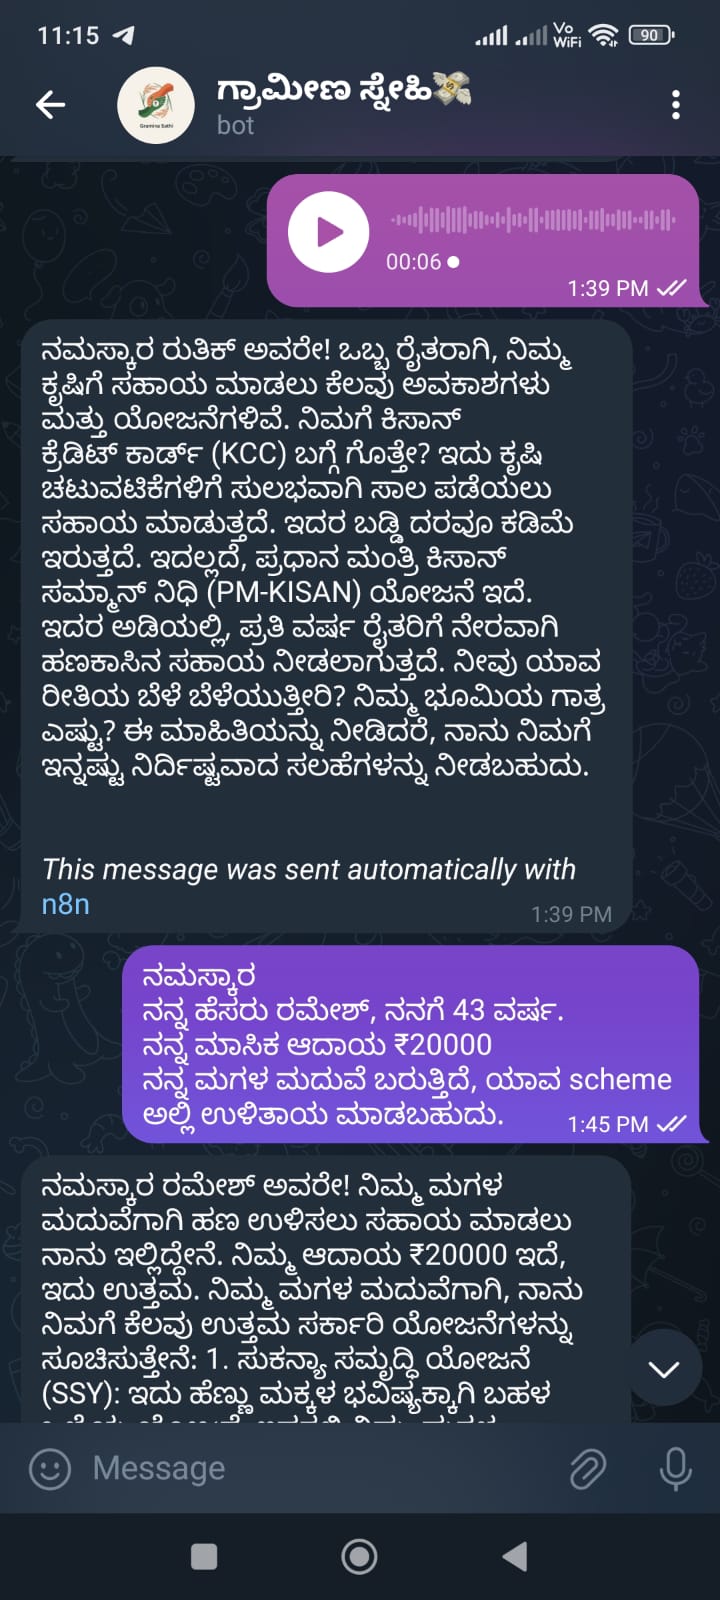 11:15
Vo
WiFi
90
ಗ್ರಾಮೀಣ ಸ್ನೇಹಿ💸
bot
Gramina Sathi
00:06
1:39 PM
ನಮಸ್ಕಾರ ರುತಿಕ್ ಅವರೇ! ಒಬ್ಬ ರೈತರಾಗಿ, ನಿಮ್ಮ
ಕೃಷಿಗೆ ಸಹಾಯ ಮಾಡಲು ಕೆಲವು ಅವಕಾಶಗಳು
ಮತ್ತು ಯೋಜನೆಗಳಿವೆ. ನಿಮಗೆ ಕಿಸಾನ್
ಕ್ರೆಡಿಟ್ ಕಾರ್ಡ್ (KCC) ಬಗ್ಗೆ ಗೊತ್ತೇ? ಇದು ಕೃಷಿ
ಚಟುವಟಿಕೆಗಳಿಗೆ ಸುಲಭವಾಗಿ ಸಾಲ ಪಡೆಯಲು
ಸಹಾಯ ಮಾಡುತ್ತದೆ. ಇದರ ಬಡ್ಡಿ ದರವೂ ಕಡಿಮೆ
ಇರುತ್ತದೆ. ಇದಲ್ಲದೆ, ಪ್ರಧಾನ ಮಂತ್ರಿ ಕಿಸಾನ್
ಸಮ್ಮಾನ್ ನಿಧಿ (PM-KISAN) ಯೋಜನೆ ಇದೆ.
ಇದರ ಅಡಿಯಲ್ಲಿ, ಪ್ರತಿ ವರ್ಷ ರೈತರಿಗೆ ನೇರವಾಗಿ
ಹಣಕಾಸಿನ ಸಹಾಯ ನೀಡಲಾಗುತ್ತದೆ. ನೀವು ಯಾವ
ರೀತಿಯ ಬೆಳೆ ಬೆಳೆಯುತ್ತೀರಿ? ನಿಮ್ಮ ಭೂಮಿಯ ಗಾತ್ರ
ಎಷ್ಟು? ಈ ಮಾಹಿತಿಯನ್ನು ನೀಡಿದರೆ, ನಾನು ನಿಮಗೆ
ಇನ್ನಷ್ಟು ನಿರ್ದಿಷ್ಟವಾದ ಸಲಹೆಗಳನ್ನು ನೀಡಬಹುದು.
This message was sent automatically with
n8n
1:39 PM
ನಮಸ್ಕಾರ
ನನ್ನ ಹೆಸರು ರಮೇಶ್, ನನಗೆ 43 ವರ್ಷ.
ನನ್ನ ಮಾಸಿಕ ಆದಾಯ ₹20000
ನನ್ನ ಮಗಳ ಮದುವೆ ಬರುತ್ತಿದೆ, ಯಾವ scheme
ಅಲ್ಲಿ ಉಳಿತಾಯ ಮಾಡಬಹುದು.
1:45 PM
ನಮಸ್ಕಾರ ರಮೇಶ್ ಅವರೇ! ನಿಮ್ಮ ಮಗಳ
ಮದುವೆಗಾಗಿ ಹಣ ಉಳಿಸಲು ಸಹಾಯ ಮಾಡಲು
ನಾನು ಇಲ್ಲಿದ್ದೇನೆ. ನಿಮ್ಮ ಆದಾಯ ₹20000 ಇದೆ,
ಇದು ಉತ್ತಮ. ನಿಮ್ಮ ಮಗಳ ಮದುವೆಗಾಗಿ, ನಾನು
ನಿಮಗೆ ಕೆಲವು ಉತ್ತಮ ಸರ್ಕಾರಿ ಯೋಜನೆಗಳನ್ನು
ಸೂಚಿಸುತ್ತೇನೆ: 1. ಸುಕನ್ಯಾ ಸಮೃದ್ಧಿ ಯೋಜನೆ
(SSY): ಇದು ಹೆಣ್ಣು ಮಕ್ಕಳ ಭವಿಷ್ಯಕ್ಕಾಗಿ ಬಹಳ
Message